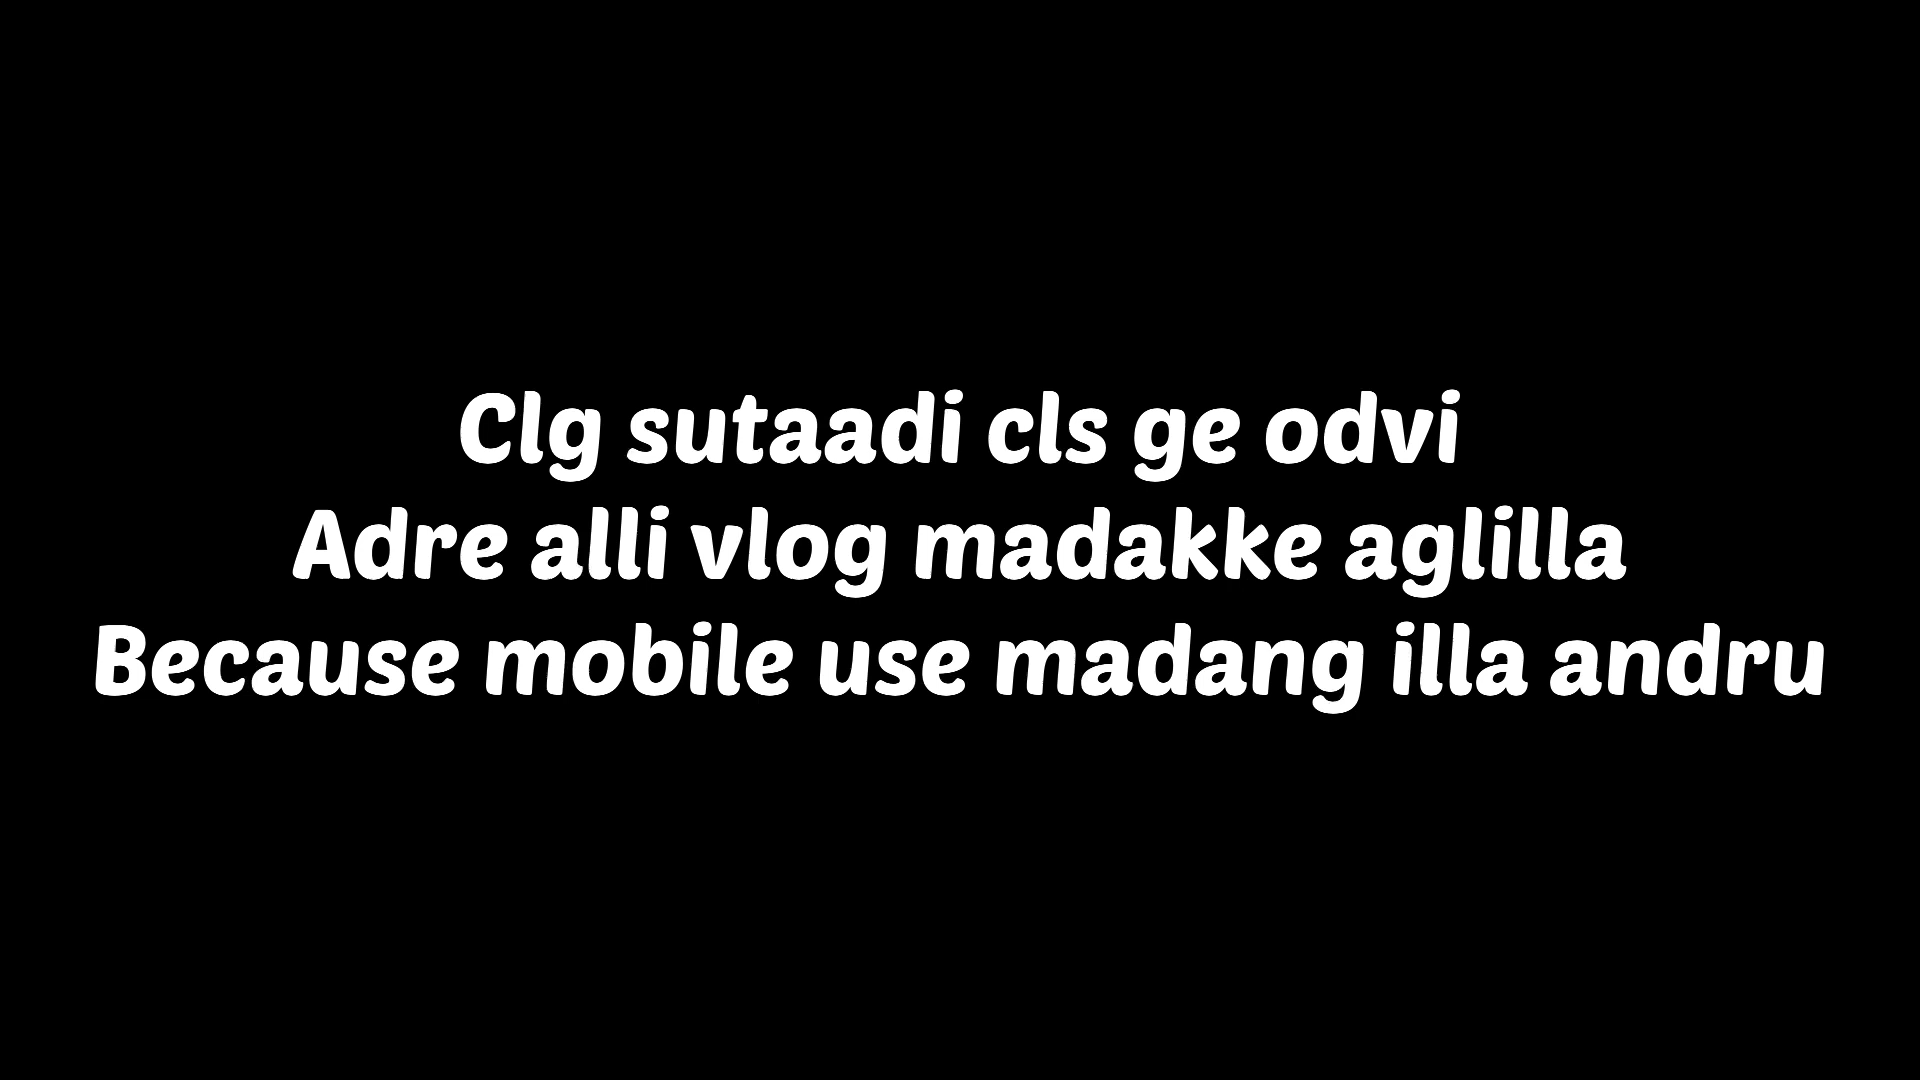 Clg sutaadi cls ge odvi
Adre alli vlog madakke aglilla
Because mobile use madang illa andru